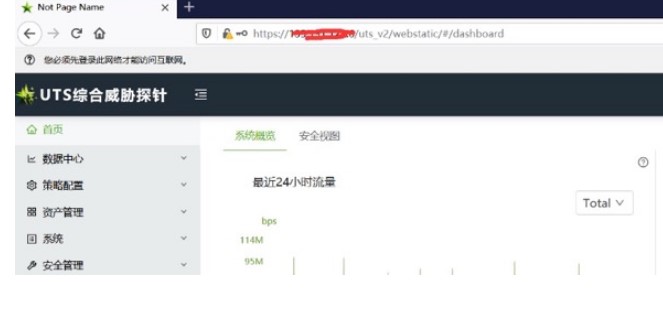 Not Page Name
https://
/uts_v2/webstatic/#/dashboard
您必须先登录此网络才能访问互联网。
UTS综合威胁探针
首页
系统概览
安全视图
数据中心
最近24小时流量
策略配置
Total
资产管理
bps
系统
114M
安全管理
95M